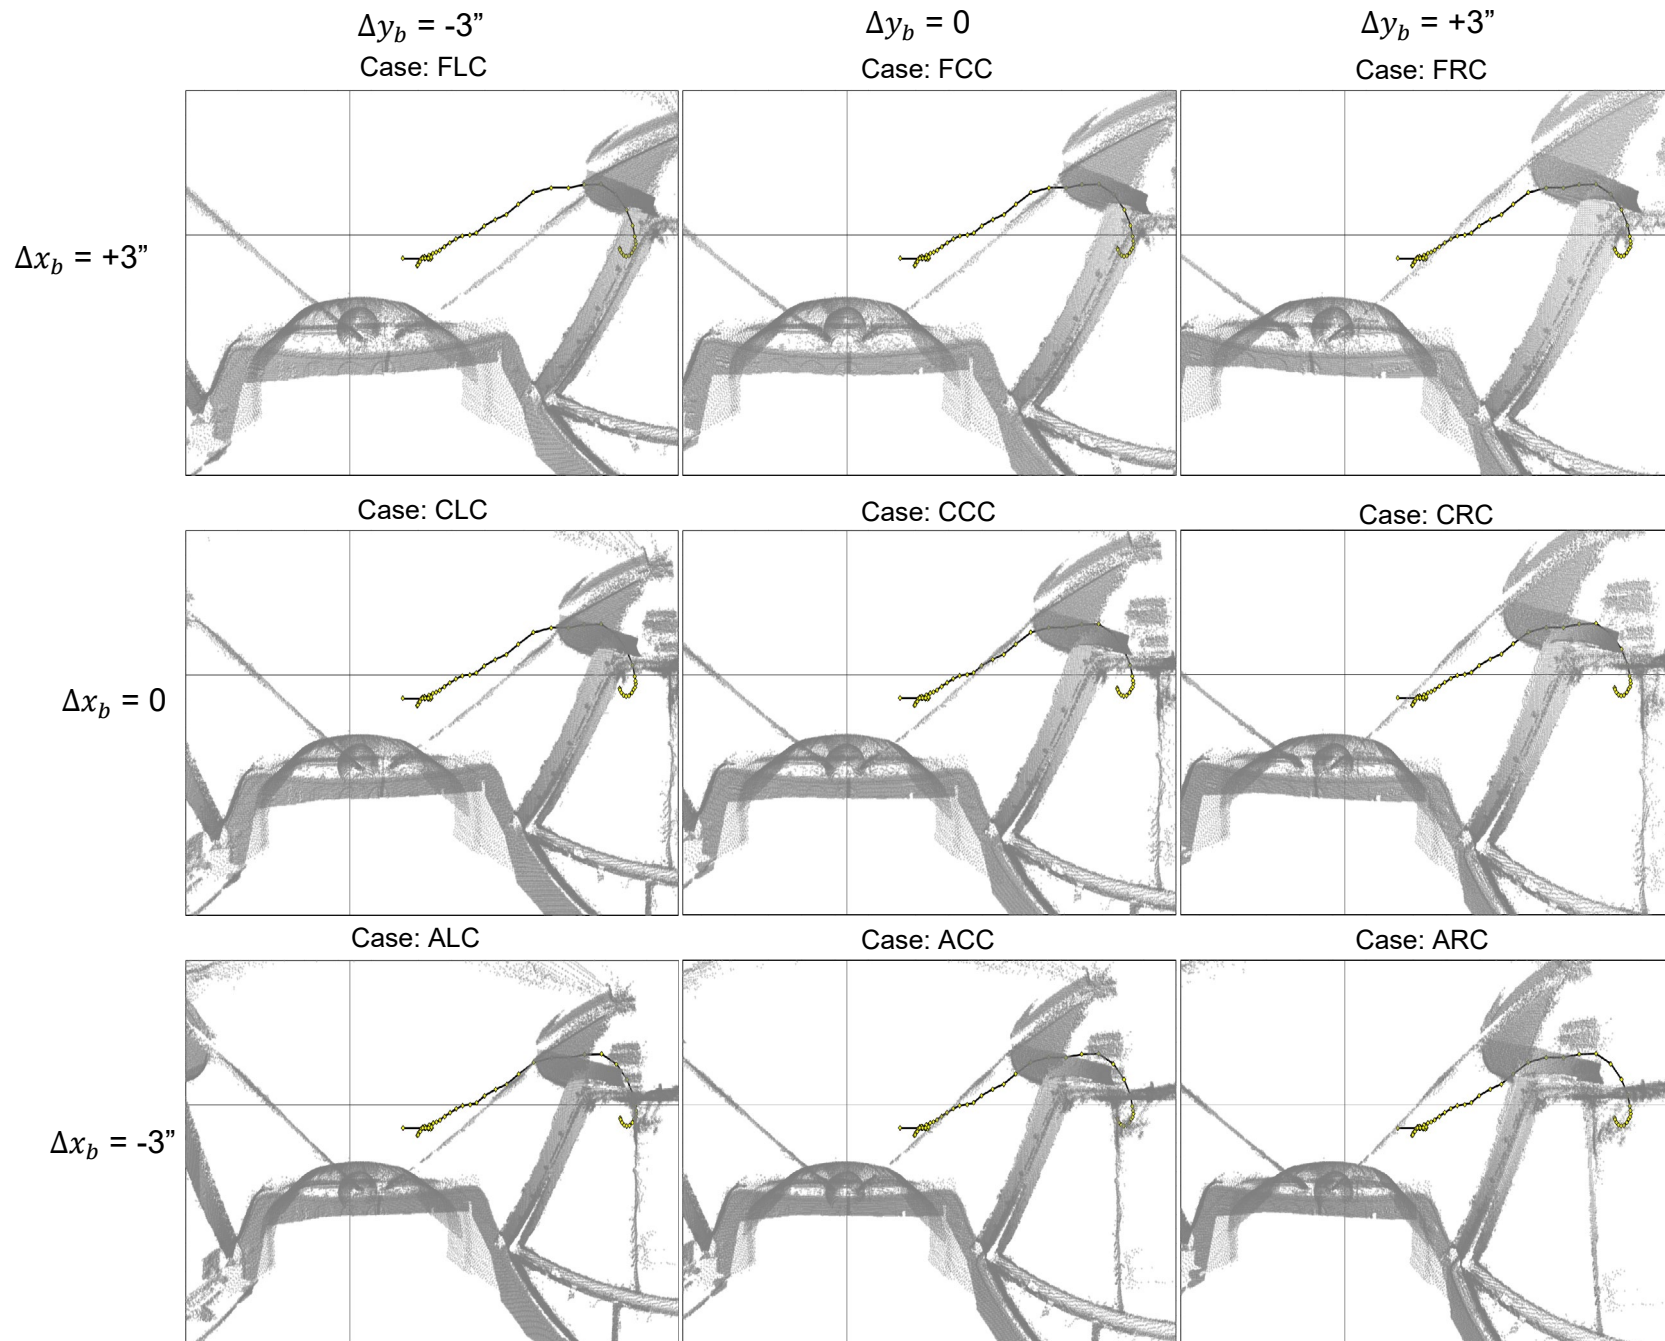 Δy_b = -3” Δy_b = 0 Δy_b = +3”
Case: FLC Case: FCC Case: FRC
Δx_b = +3”
Case: CLC Case: CCC Case: CRC
Δx_b = 0
Case: ALC Case: ACC Case: ARC
Δx_b = -3”